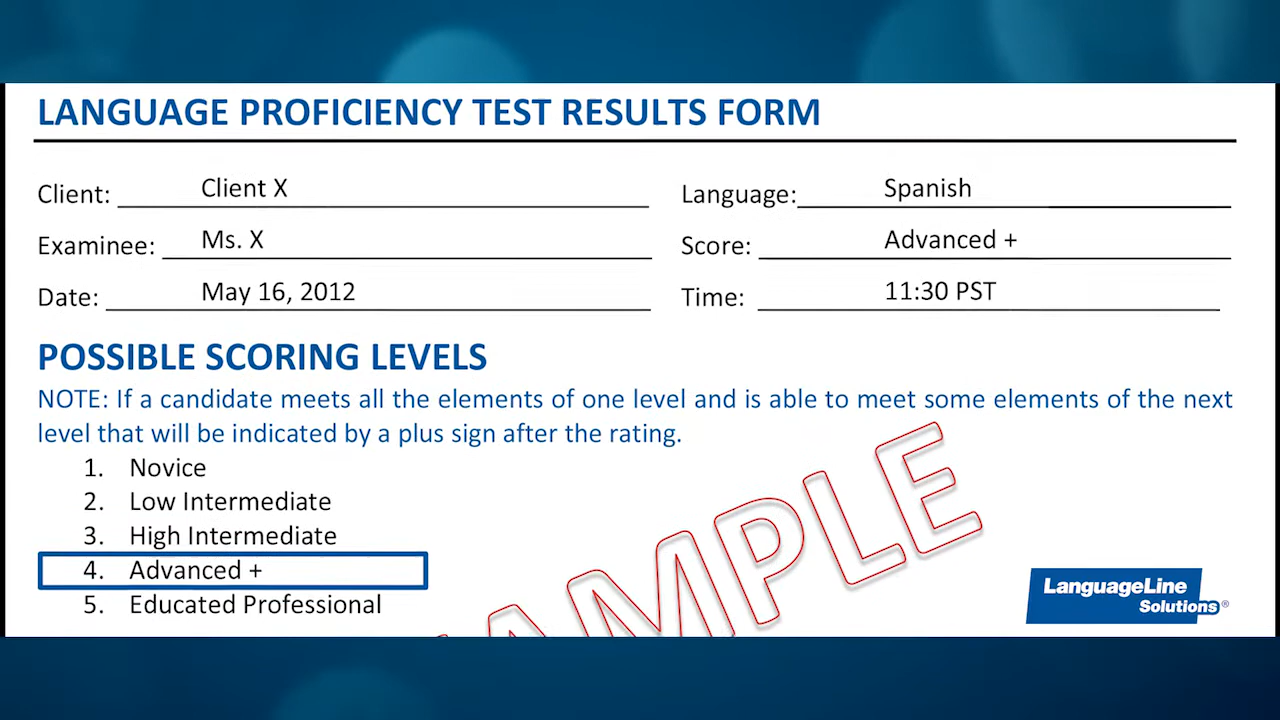 LANGUAGE PROFICIENCY TEST RESULTS FORM
Client: Client X Language: Spanish
Examinee: Ms. X Score: Advanced +
Date: May 16, 2012 Time: 11:30 PST
POSSIBLE SCORING LEVELS
NOTE: If a candidate meets all the elements of one level and is able to meet some elements of the next
level that will be indicated by a plus sign after the rating.
1. Novice
2. Low Intermediate
3. High Intermediate
4. Advanced +
5. Educated Professional
SAMPLE
LanguageLine
Solutions®